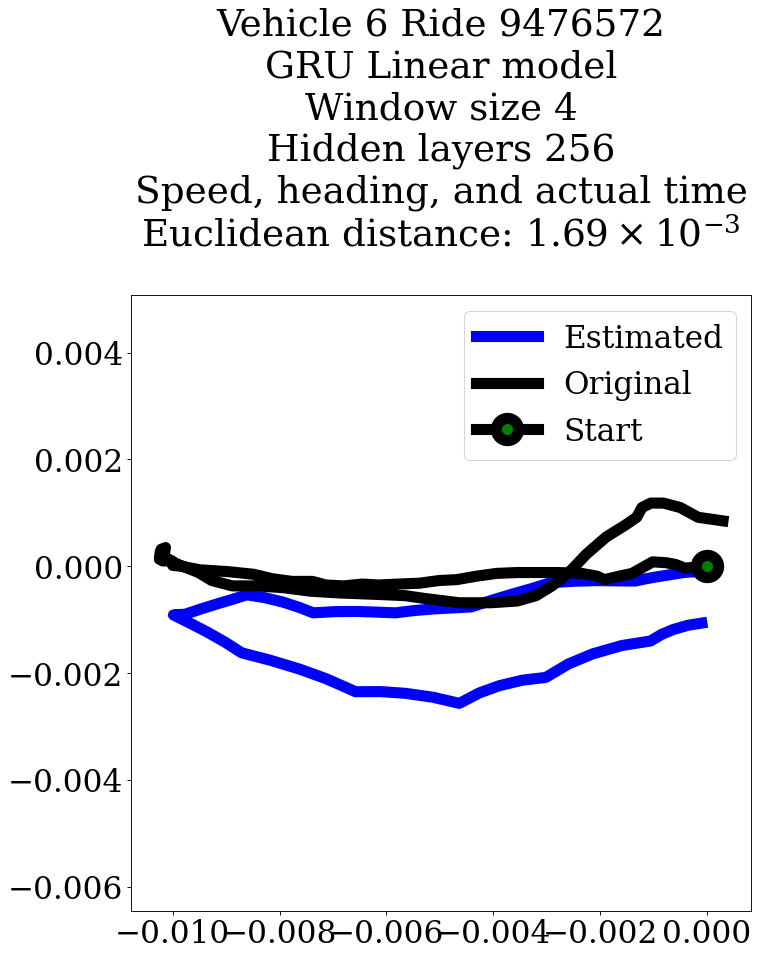 Vehicle 6 Ride 9476572
GRU Linear model
Window size 4
Hidden layers 256
Speed, heading, and actual time
Euclidean distance: 1.69 × 10⁻³
Estimated
Original
Start
0.004
0.002
0.000
−0.002
−0.004
−0.006
−0.010 −0.008 −0.006 −0.004 −0.002 0.000